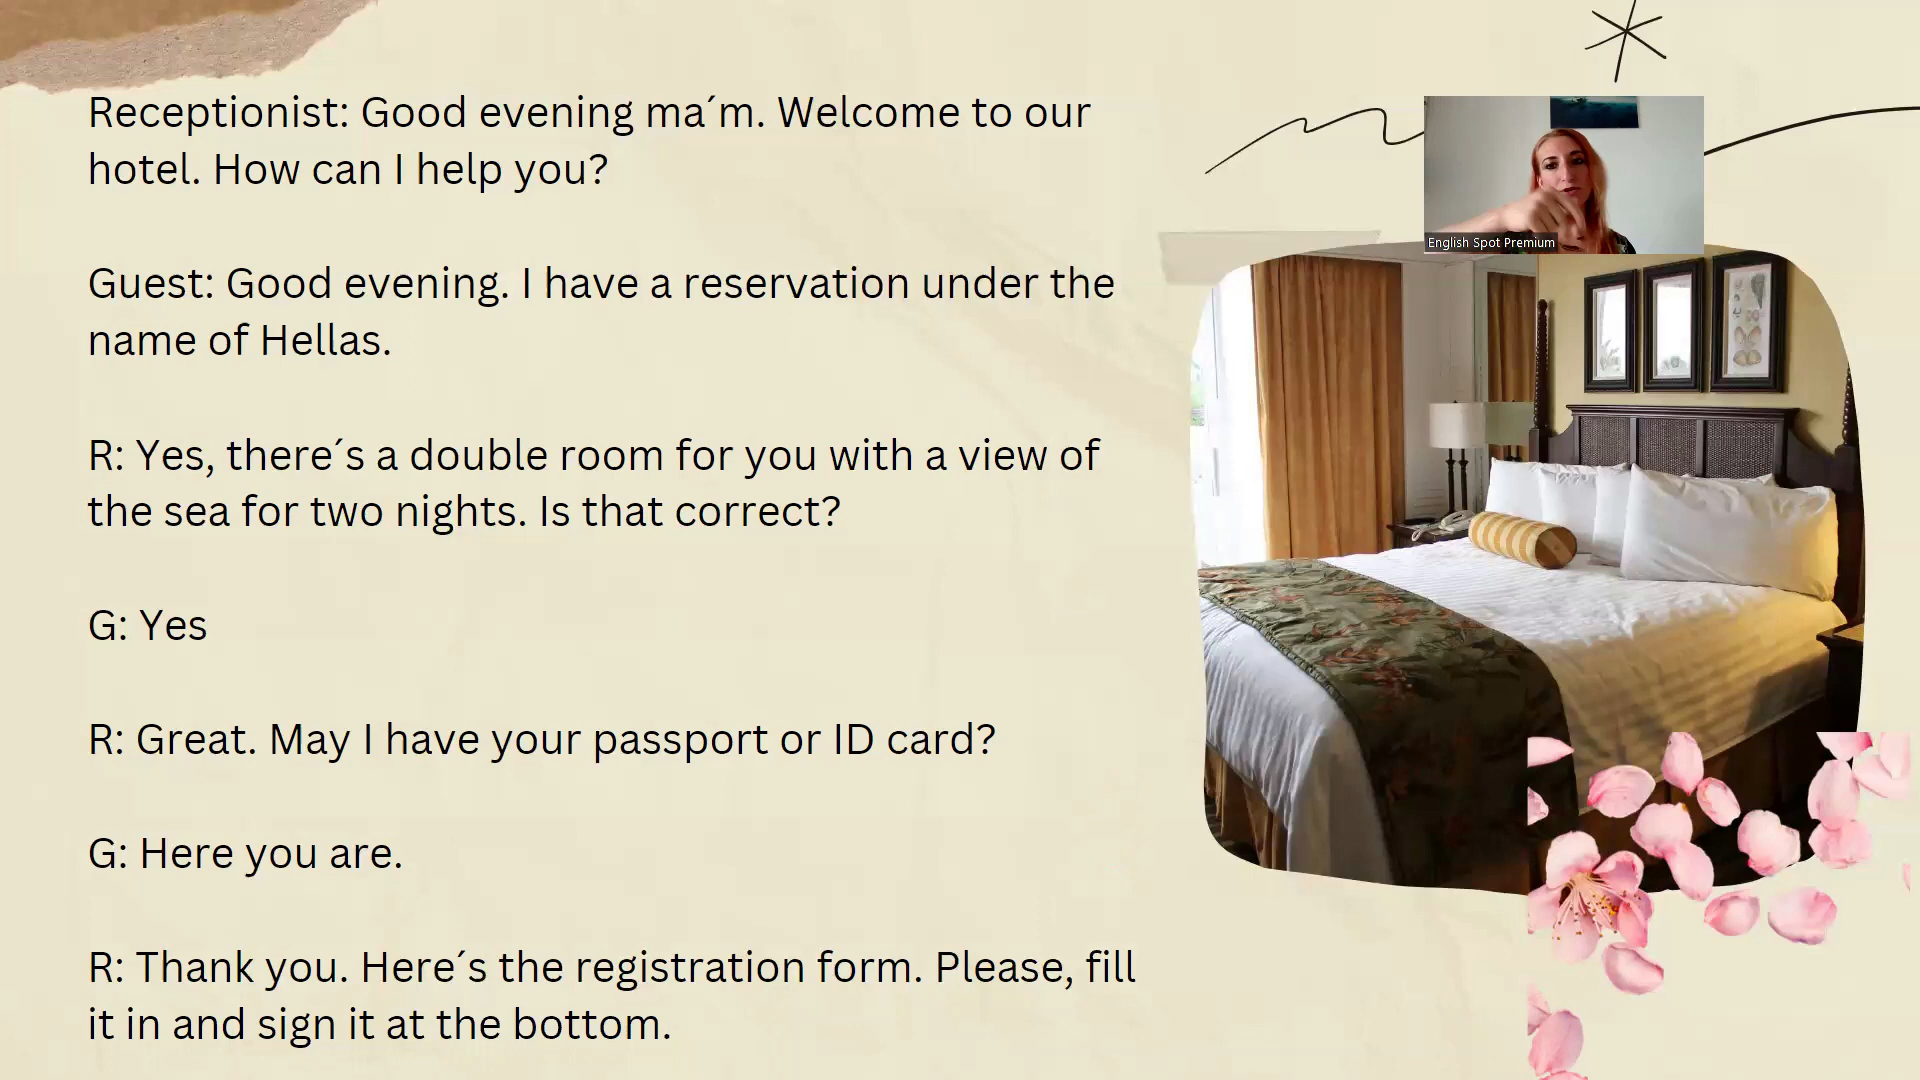 Receptionist: Good evening ma´m. Welcome to our
hotel. How can I help you?
Guest: Good evening. I have a reservation under the
name of Hellas.
R: Yes, there´s a double room for you with a view of
the sea for two nights. Is that correct?
G: Yes
R: Great. May I have your passport or ID card?
G: Here you are.
R: Thank you. Here´s the registration form. Please, fill
it in and sign it at the bottom.
English Spot Premium